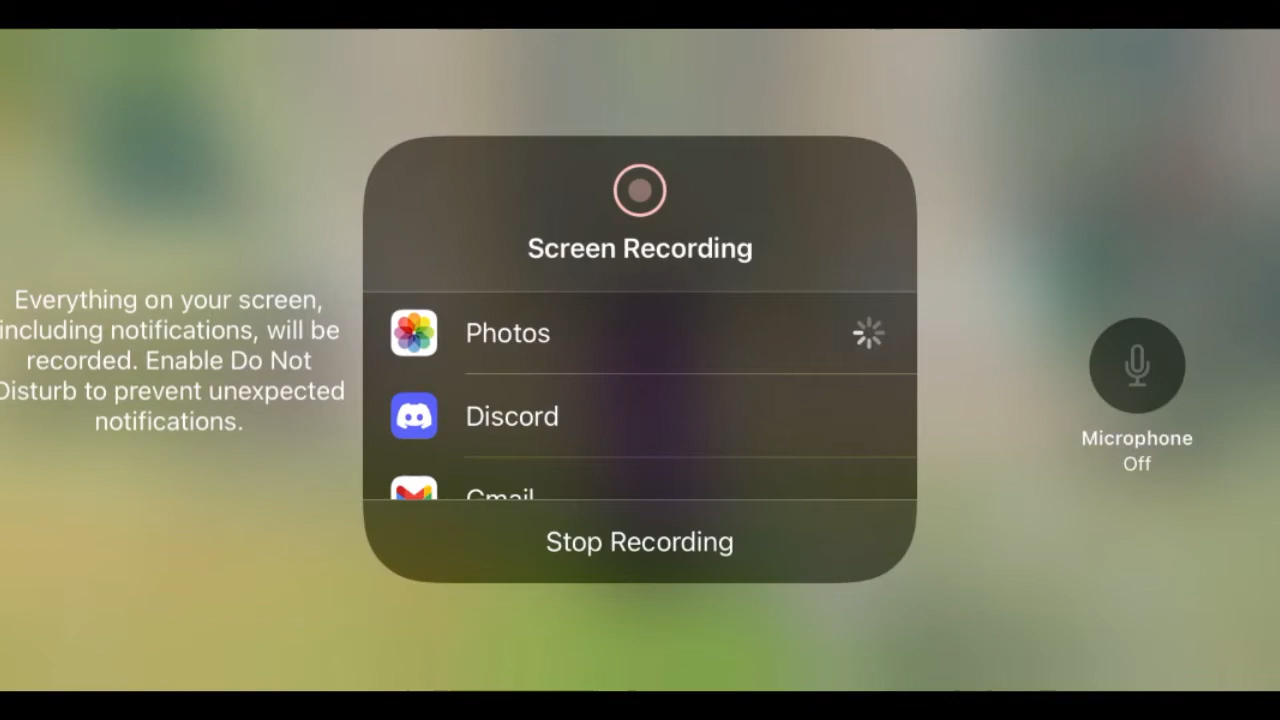 Everything on your screen,
including notifications, will be
recorded. Enable Do Not
Disturb to prevent unexpected
notifications.
Screen Recording
Photos
Discord
Gmail
Stop Recording
Microphone
Off